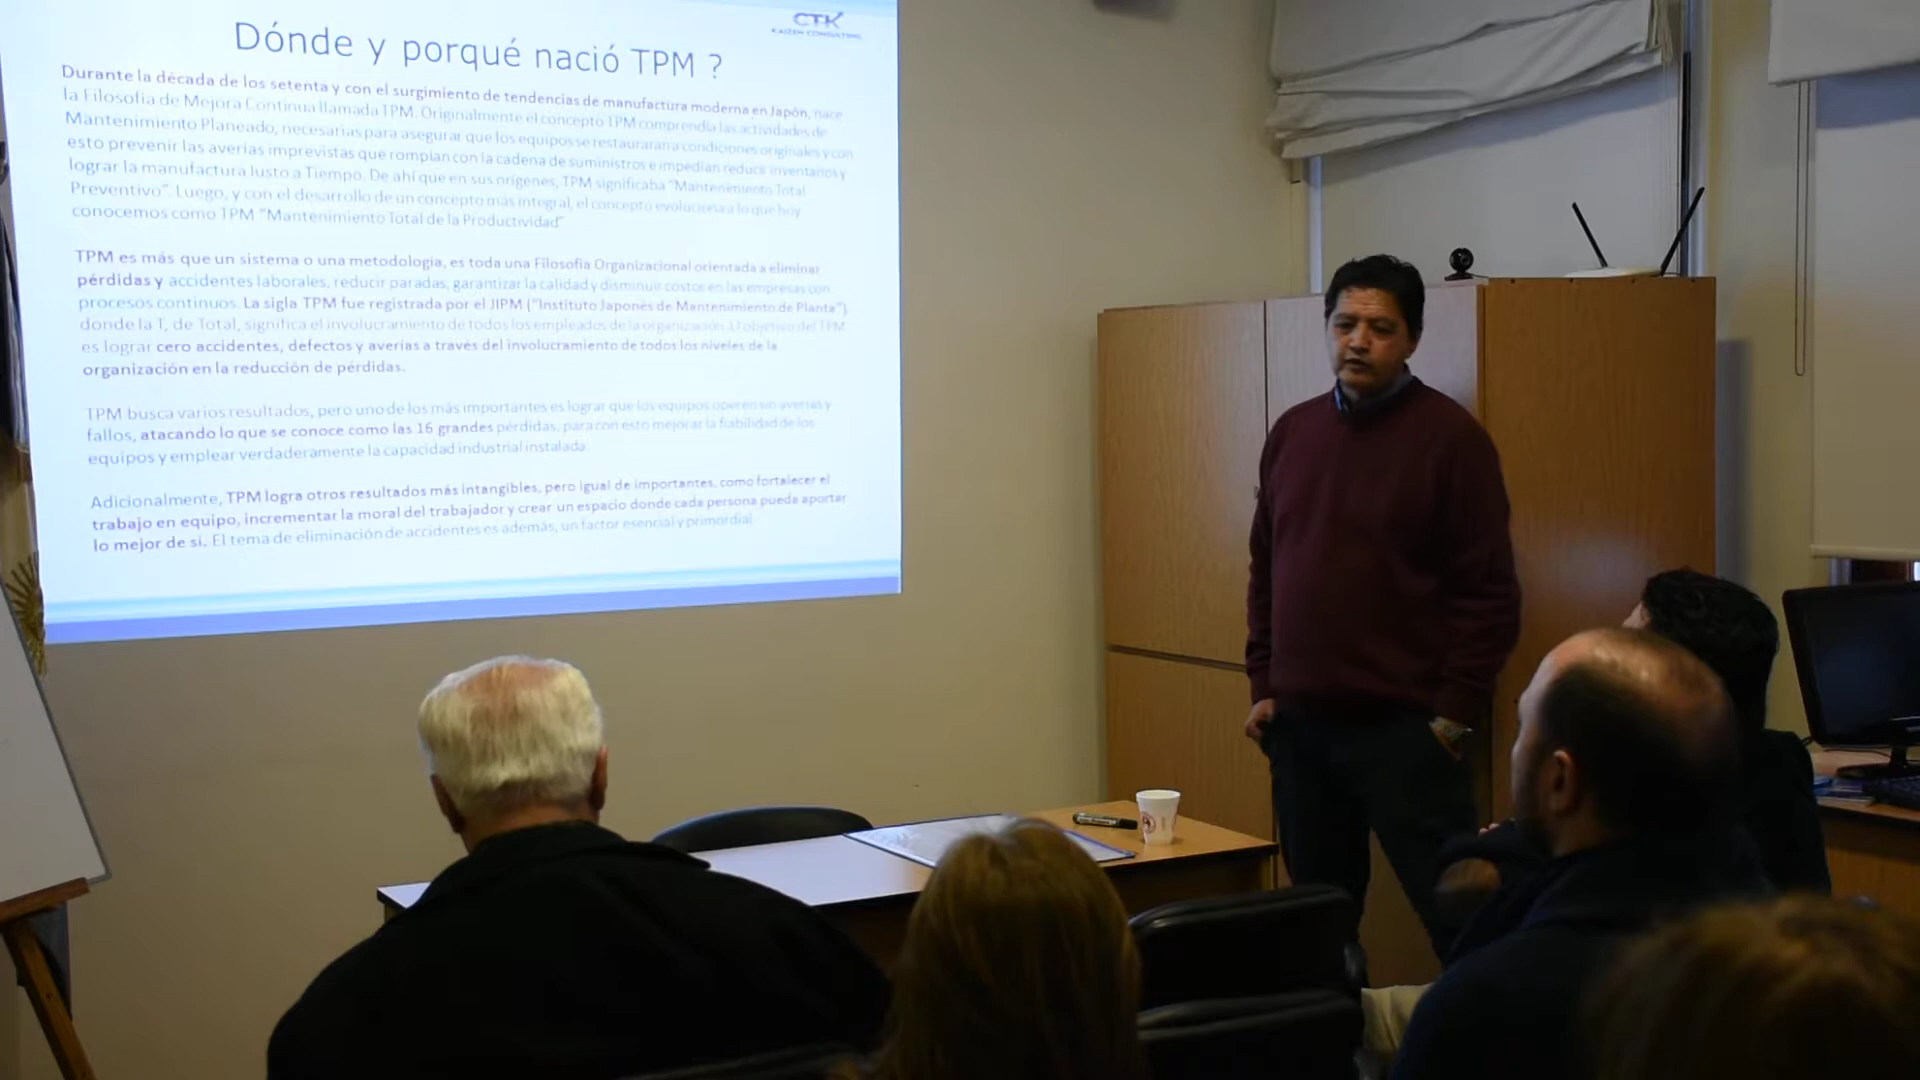 CTK
KAIZEN CONSULTING
Dónde y porqué nació TPM ?
Durante la década de los setenta y con el surgimiento de tendencias de manufactura moderna en Japón, nace
la Filosofía de Mejora Continua llamada TPM. Originalmente el concepto TPM comprendía las actividades de
Mantenimiento Planeado, necesarias para asegurar que los equipos se restauraran a condiciones originales y con
esto prevenir las averías imprevistas que rompían con la cadena de suministros e impedían reducir inventarios y
lograr la manufactura Justo a Tiempo. De ahí que en sus orígenes, TPM significaba "Mantenimiento Total
Preventivo". Luego, y con el desarrollo de un concepto más integral, el concepto evoluciona a lo que hoy
conocemos como TPM "Mantenimiento Total de la Productividad"
TPM es más que un sistema o una metodología, es toda una Filosofía Organizacional orientada a eliminar
pérdidas y accidentes laborales, reducir paradas, garantizar la calidad y disminuir costos en las empresas con
procesos continuos. La sigla TPM fue registrada por el JIPM ("Instituto Japonés de Mantenimiento de Planta")
donde la T, de Total, significa el involucramiento de todos los empleados de la organización. El objetivo del TPM
es lograr cero accidentes, defectos y averías a través del involucramiento de todos los niveles de la
organización en la reducción de pérdidas.
TPM busca varios resultados, pero uno de los más importantes es lograr que los equipos operen sin averías y
fallos, atacando lo que se conoce como las 16 grandes pérdidas, para con esto mejorar la fiabilidad de los
equipos y emplear verdaderamente la capacidad industrial instalada.
Adicionalmente, TPM logra otros resultados más intangibles, pero igual de importantes, como fortalecer el
trabajo en equipo, incrementar la moral del trabajador y crear un espacio donde cada persona pueda aportar
lo mejor de si. El tema de eliminación de accidentes es además, un factor esencial y primordial